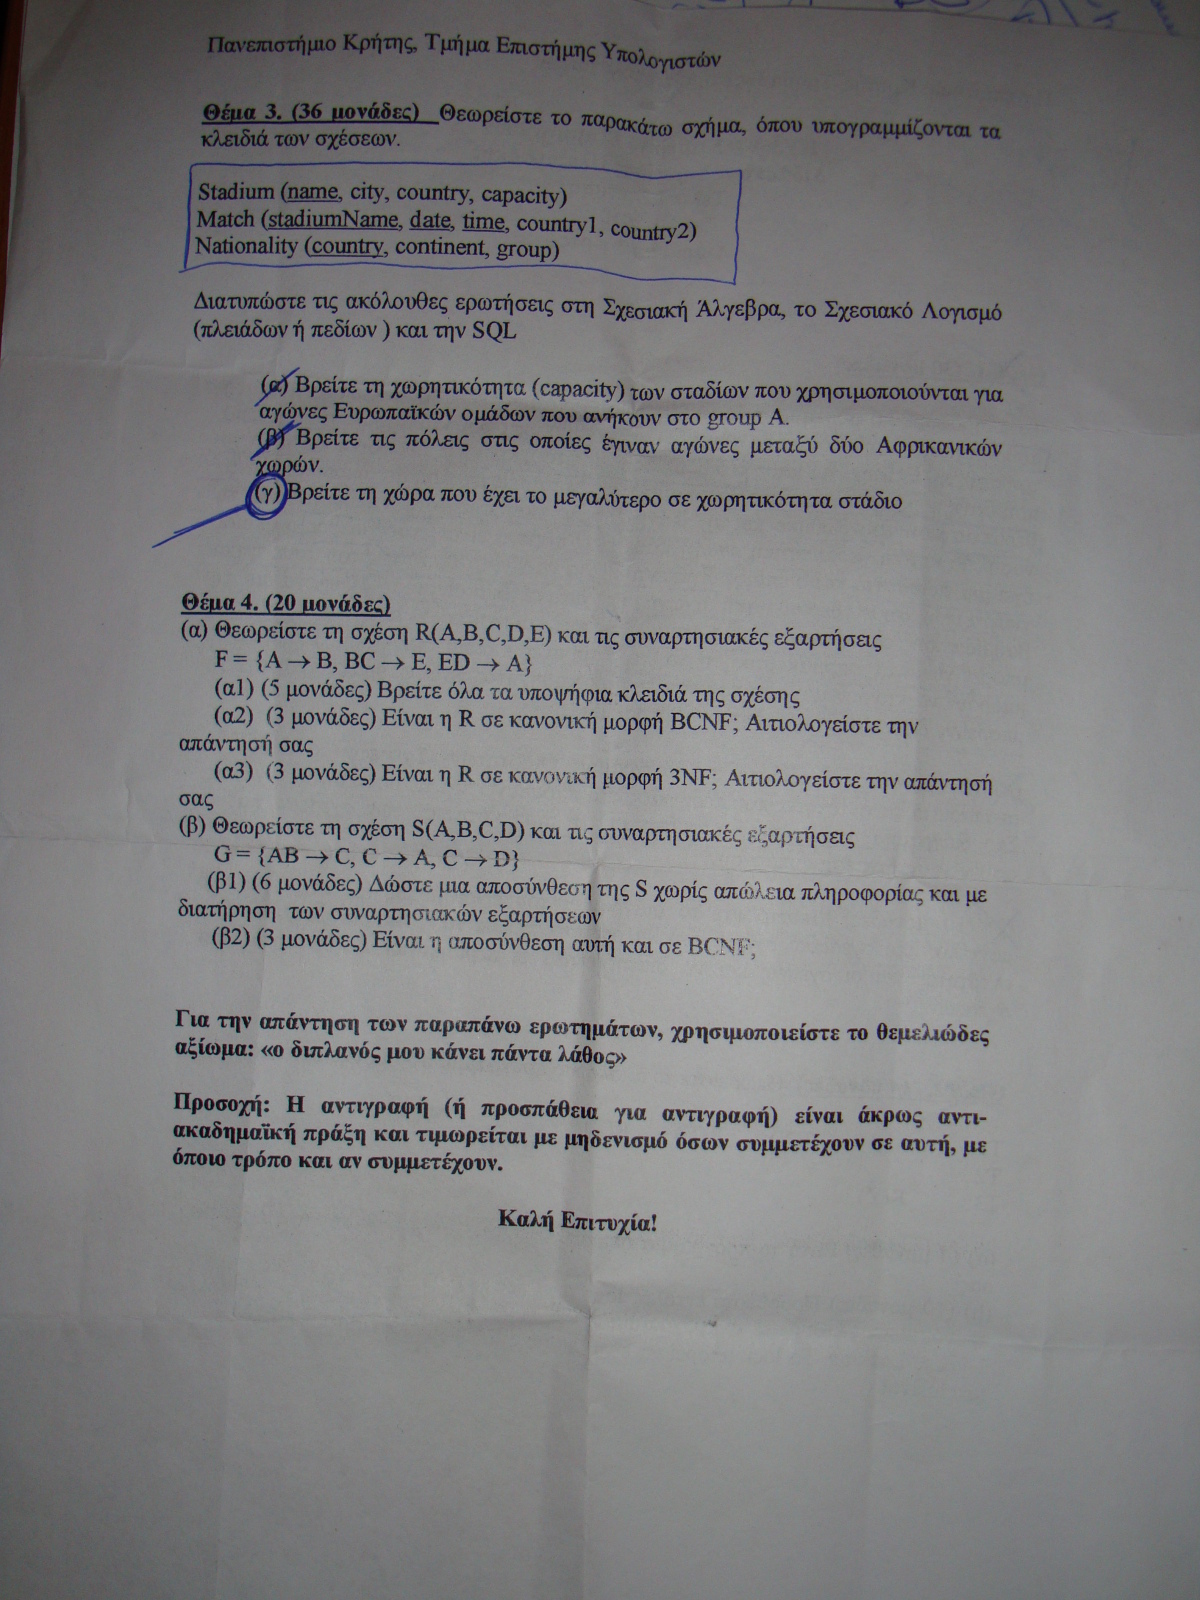 Πανεπιστήμιο Κρήτης, Τμήμα Επιστήμης Υπολογιστών
Θέμα 3. (36 μονάδες) Θεωρείστε το παρακάτω σχήμα, όπου υπογραμμίζονται τα
κλειδιά των σχέσεων.
Stadium (name, city, country, capacity)
Match (stadiumName, date, time, country1, country2)
Nationality (country, continent, group)
Διατυπώστε τις ακόλουθες ερωτήσεις στη Σχεσιακή Άλγεβρα, το Σχεσιακό Λογισμό
(πλειάδων ή πεδίων ) και την SQL
(α) Βρείτε τη χωρητικότητα (capacity) των σταδίων που χρησιμοποιούνται για
αγώνες Ευρωπαϊκών ομάδων που ανήκουν στο group A.
(β) Βρείτε τις πόλεις στις οποίες έγιναν αγώνες μεταξύ δύο Αφρικανικών
χωρών.
(γ) Βρείτε τη χώρα που έχει το μεγαλύτερο σε χωρητικότητα στάδιο
Θέμα 4. (20 μονάδες)
(α) Θεωρείστε τη σχέση R(A,B,C,D,E) και τις συναρτησιακές εξαρτήσεις
F = {A → B, BC → E, ED → A}
(α1) (5 μονάδες) Βρείτε όλα τα υποψήφια κλειδιά της σχέσης
(α2) (3 μονάδες) Είναι η R σε κανονική μορφή BCNF; Αιτιολογείστε την
απάντησή σας
(α3) (3 μονάδες) Είναι η R σε κανονική μορφή 3NF; Αιτιολογείστε την απάντησή
σας
(β) Θεωρείστε τη σχέση S(A,B,C,D) και τις συναρτησιακές εξαρτήσεις
G = {AB → C, C → A, C → D}
(β1) (6 μονάδες) Δώστε μια αποσύνθεση της S χωρίς απώλεια πληροφορίας και με
διατήρηση των συναρτησιακών εξαρτήσεων
(β2) (3 μονάδες) Είναι η αποσύνθεση αυτή και σε BCNF;
Για την απάντηση των παραπάνω ερωτημάτων, χρησιμοποιείστε το θεμελιώδες
αξίωμα: «ο διπλανός μου κάνει πάντα λάθος»
Προσοχή: Η αντιγραφή (ή προσπάθεια για αντιγραφή) είναι άκρως αντι-
ακαδημαϊκή πράξη και τιμωρείται με μηδενισμό όσων συμμετέχουν σε αυτή, με
όποιο τρόπο και αν συμμετέχουν.
Καλή Επιτυχία!